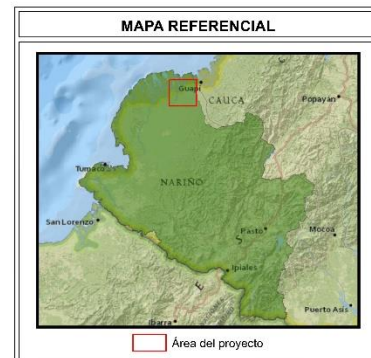 MAPA REFERENCIAL
Guapi
CAUCA
Popayán
Tumaco
NARIÑO
San Lorenzo
Pasto
Mocoa
Ipiales
Puerto Asís
Ibarra
Área del proyecto